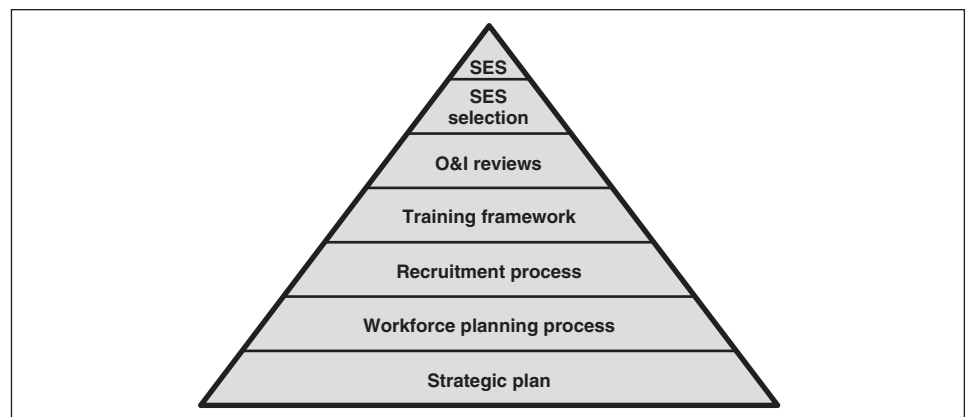 SES
SES
selection
O&I reviews
Training framework
Recruitment process
Workforce planning process
Strategic plan